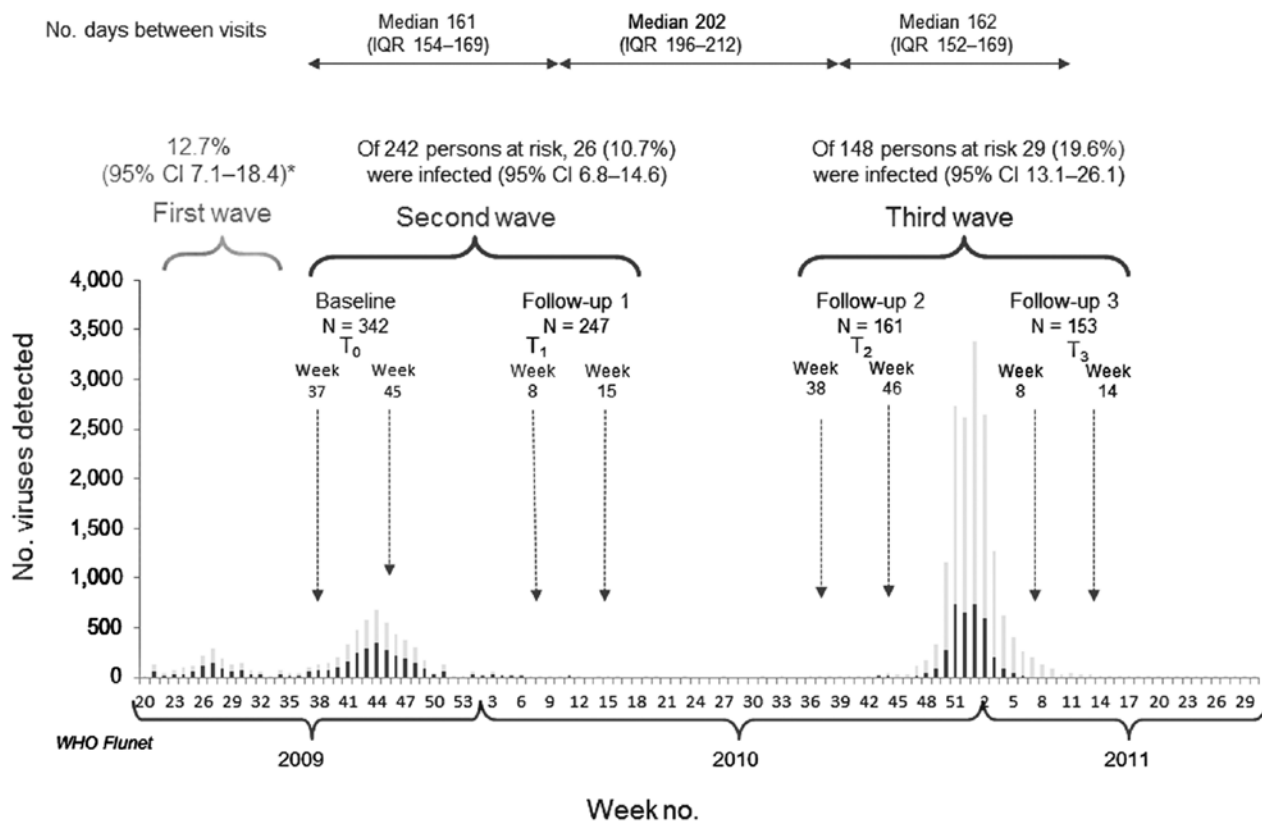 No. days between visits
Median 161
(IQR 154–169)
Median 202
(IQR 196–212)
Median 162
(IQR 152–169)
12.7%
(95% CI 7.1–18.4)*
Of 242 persons at risk, 26 (10.7%)
were infected (95% CI 6.8–14.6)
Of 148 persons at risk 29 (19.6%)
were infected (95% CI 13.1–26.1)
First wave
Second wave
Third wave
Baseline
N = 342
T0
Week
37
Week
45
Follow-up 1
N = 247
T1
Week
8
Week
15
Follow-up 2
N = 161
T2
Week
38
Week
46
Follow-up 3
N = 153
T3
Week
8
Week
14
No. viruses detected
4,000
3,500
3,000
2,500
2,000
1,500
1,000
500
0
20 23 26 29 32 35 38 41 44 47 50 53 3 6 9 12 15 18 21 24 27 30 33 36 39 42 45 48 51 2 5 8 11 14 17 20 23 26 29
WHO Flunet
2009 2010 2011
Week no.